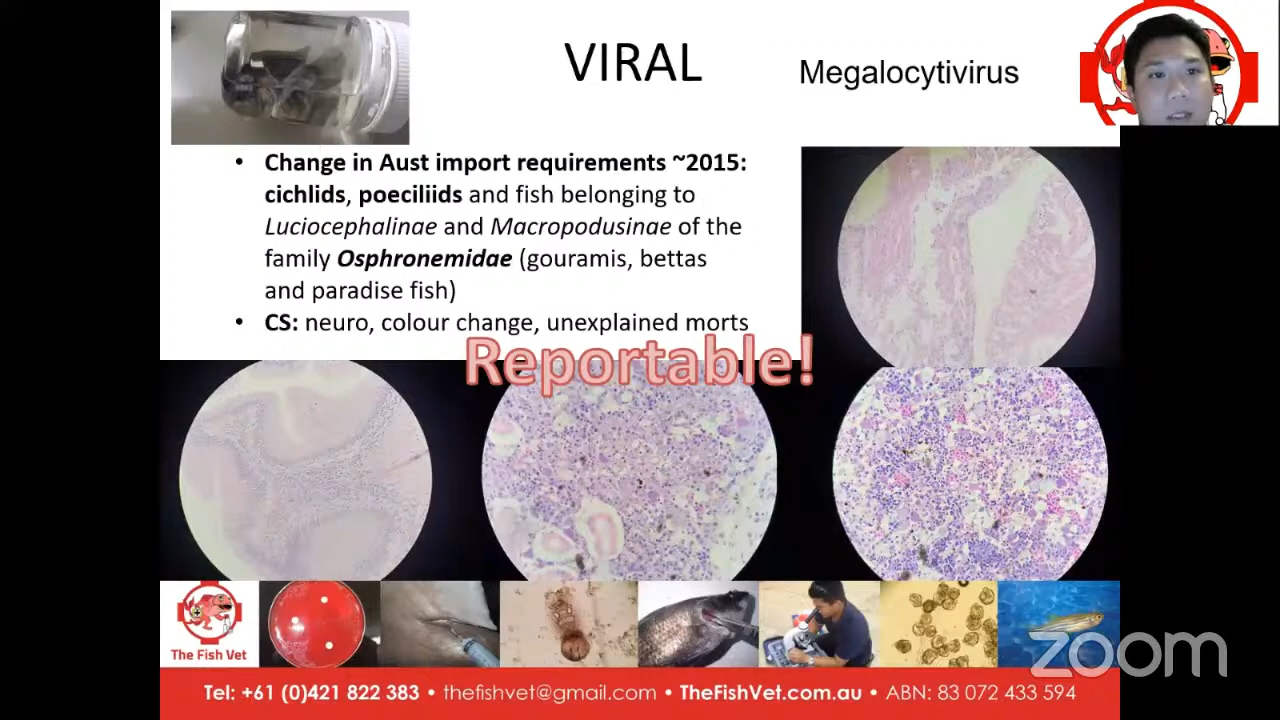 VIRAL
Megalocytivirus
• Change in Aust import requirements ~2015:
cichlids, poeciliids and fish belonging to
Luciocephalinae and Macropodusinae of the
family Osphronemidae (gouramis, bettas
and paradise fish)
• CS: neuro, colour change, unexplained morts
Reportable!
The Fish Vet
zoom
Tel: +61 (0)421 822 383 • thefishvet@gmail.com • TheFishVet.com.au • ABN: 83 072 433 594